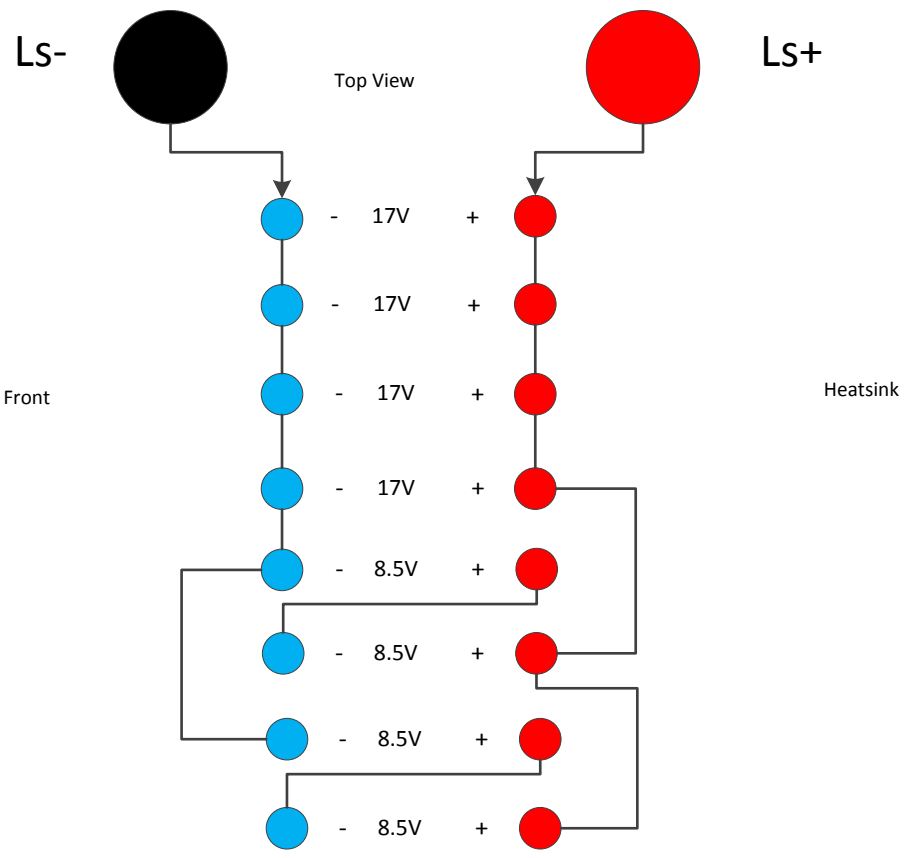 Ls-
Ls+
Top View
- 17V +
- 17V +
Front
- 17V +
Heatsink
- 17V +
- 8.5V +
- 8.5V +
- 8.5V +
- 8.5V +